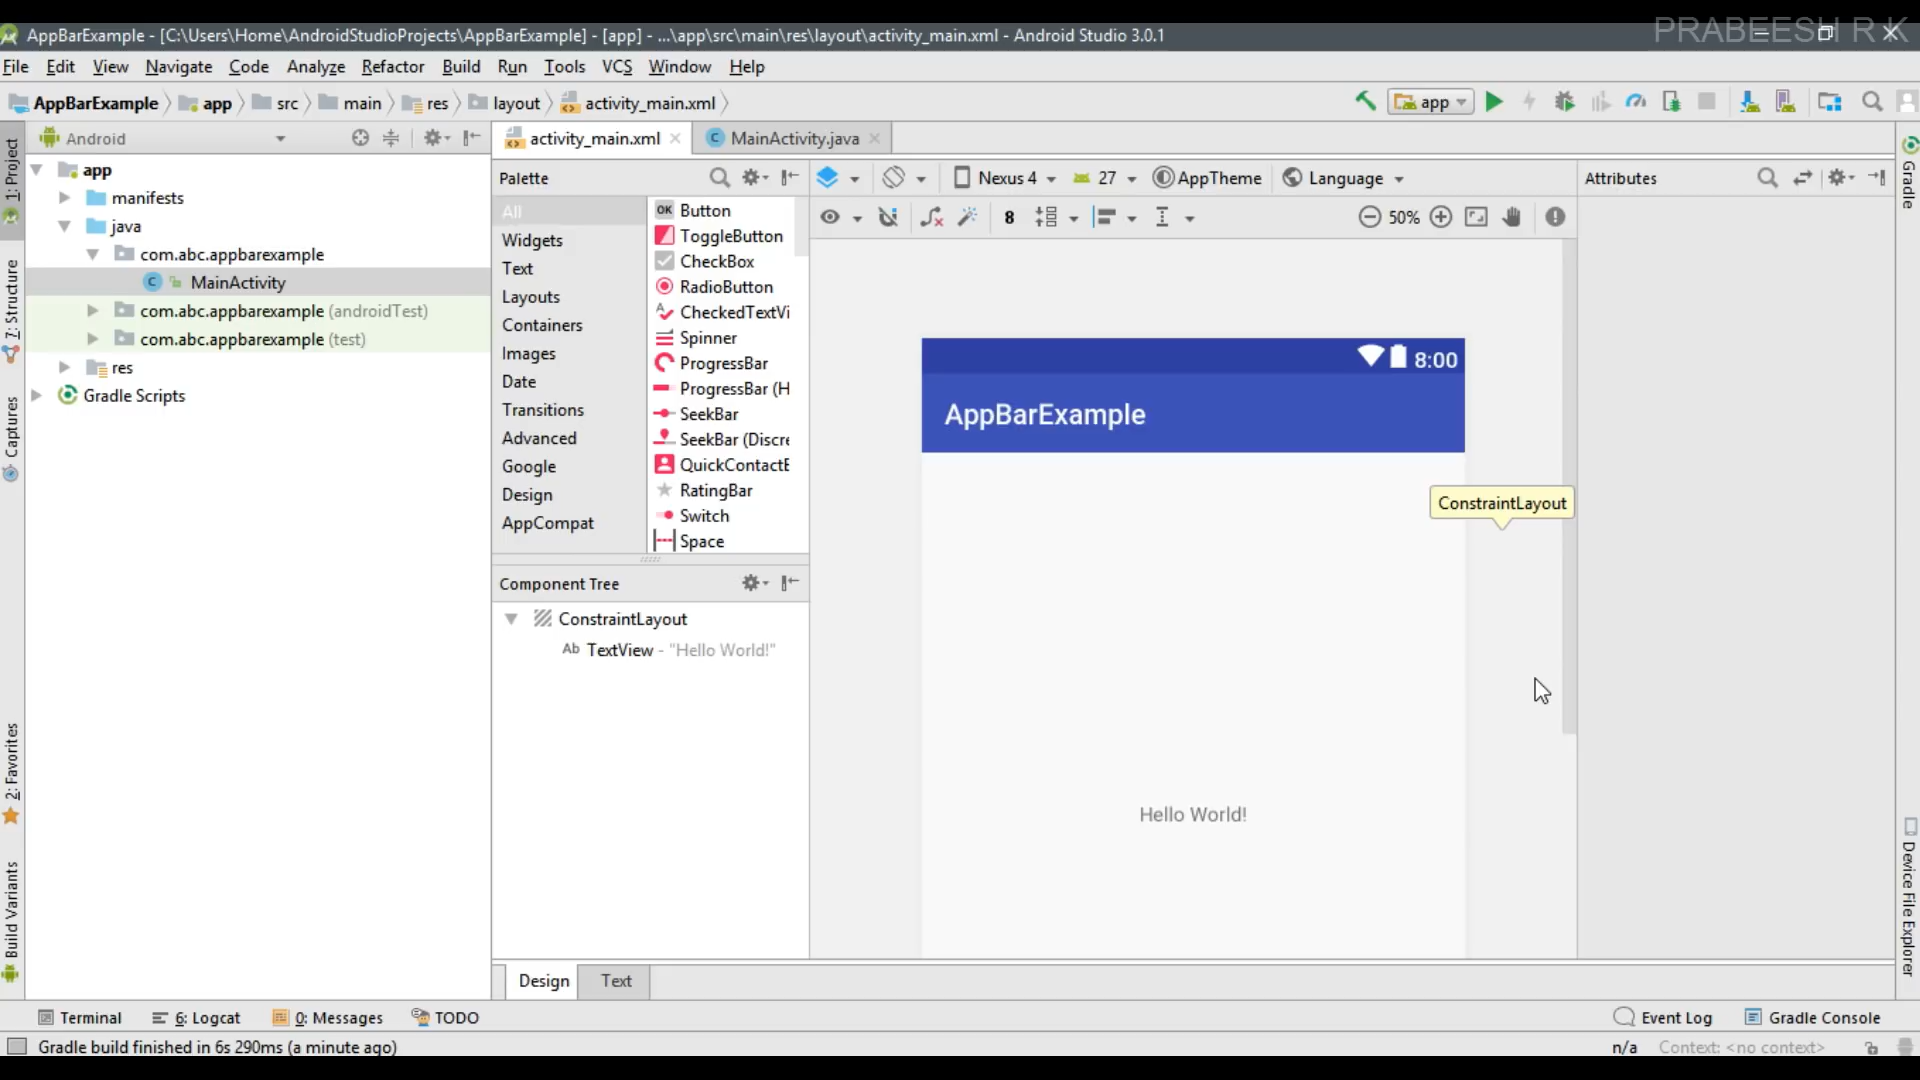 PRABEESH R K
AppBarExample - [C:\Users\Home\AndroidStudioProjects\AppBarExample] - [app] - ...\app\src\main\res\layout\activity_main.xml - Android Studio 3.0.1
File Edit View Navigate Code Analyze Refactor Build Run Tools VCS Window Help
AppBarExample app src main res layout activity_main.xml app
Android
activity_main.xml MainActivity.java
1: Project
7: Structure
Captures
2: Favorites
Build Variants
app
manifests
java
com.abc.appbarexample
MainActivity
com.abc.appbarexample (androidTest)
com.abc.appbarexample (test)
res
Gradle Scripts
Palette
All
Widgets
Text
Layouts
Containers
Images
Date
Transitions
Advanced
Google
Design
AppCompat
OK Button
ToggleButton
CheckBox
RadioButton
CheckedTextVi
Spinner
ProgressBar
ProgressBar (H
SeekBar
SeekBar (Discre
QuickContactB
RatingBar
Switch
Space
Component Tree
ConstraintLayout
Ab TextView - "Hello World!"
Nexus 4 27 AppTheme Language
8 50%
8:00
AppBarExample
ConstraintLayout
Hello World!
Attributes
Gradle
Device File Explorer
Design Text
Terminal 6: Logcat 0: Messages TODO Event Log Gradle Console
Gradle build finished in 6s 290ms (a minute ago) n/a Context: <no context>